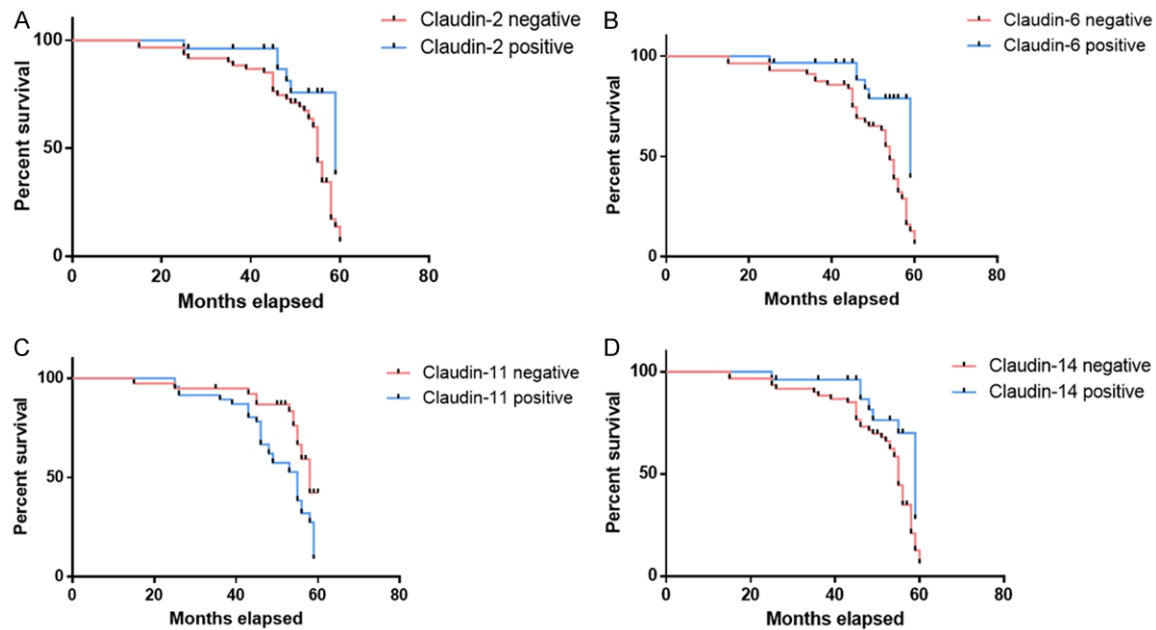 A
Claudin-2 negative
Claudin-2 positive
Percent survival
100
50
0
0 20 40 60 80
Months elapsed
B
Claudin-6 negative
Claudin-6 positive
Percent survival
100
50
0
0 20 40 60 80
Months elapsed
C
Claudin-11 negative
Claudin-11 positive
Percent survival
100
50
0
0 20 40 60 80
Months elapsed
D
Claudin-14 negative
Claudin-14 positive
Percent survival
100
50
0
0 20 40 60 80
Months elapsed